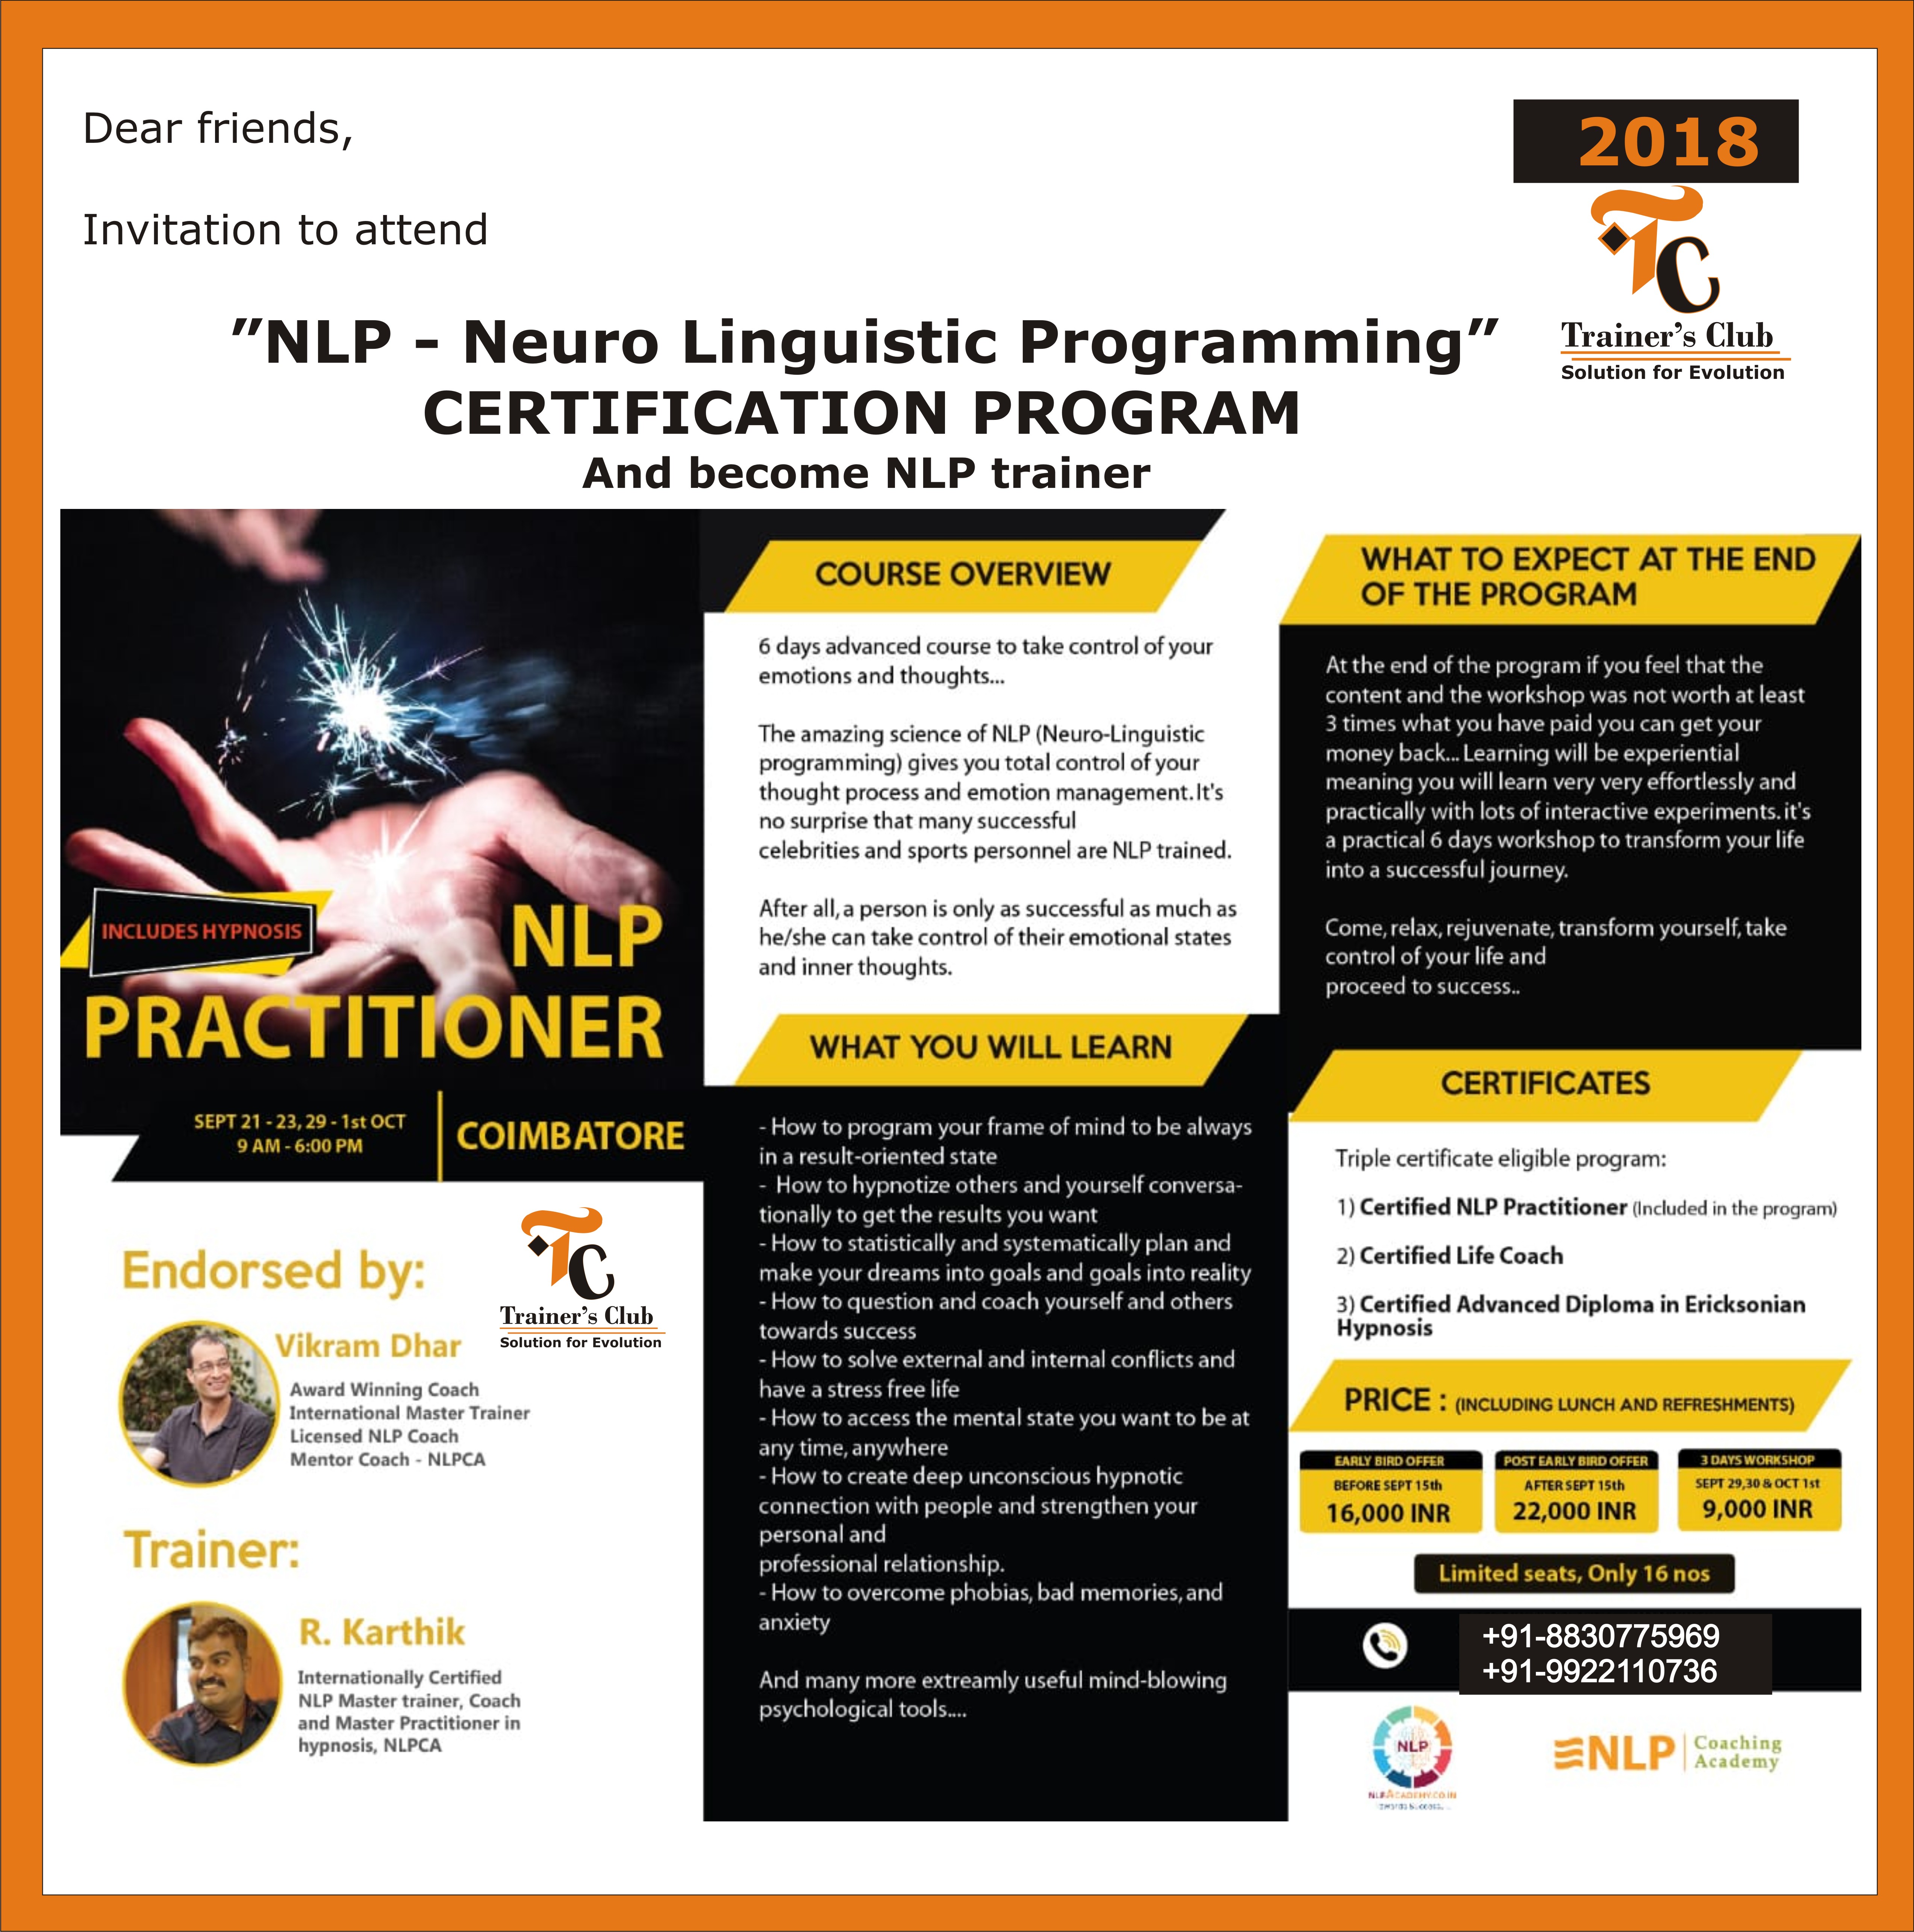 Dear friends,
Invitation to attend
"NLP - Neuro Linguistic Programming"
CERTIFICATION PROGRAM
And become NLP trainer
2018
TC
Trainer's Club
Solution for Evolution
INCLUDES HYPNOSIS
NLP
PRACTITIONER
SEPT 21 - 23, 29 - 1st OCT
9 AM - 6:00 PM
COIMBATORE
Endorsed by:
TC
Trainer's Club
Solution for Evolution
Vikram Dhar
Award Winning Coach
International Master Trainer
Licensed NLP Coach
Mentor Coach - NLPCA
Trainer:
R. Karthik
Internationally Certified
NLP Master trainer, Coach
and Master Practitioner in
hypnosis, NLPCA
COURSE OVERVIEW
6 days advanced course to take control of your
emotions and thoughts...
The amazing science of NLP (Neuro-Linguistic
programming) gives you total control of your
thought process and emotion management. It's
no surprise that many successful
celebrities and sports personnel are NLP trained.
After all, a person is only as successful as much as
he/she can take control of their emotional states
and inner thoughts.
WHAT YOU WILL LEARN
- How to program your frame of mind to be always
in a result-oriented state
- How to hypnotize others and yourself conversa-
tionally to get the results you want
- How to statistically and systematically plan and
make your dreams into goals and goals into reality
- How to question and coach yourself and others
towards success
- How to solve external and internal conflicts and
have a stress free life
- How to access the mental state you want to be at
any time, anywhere
- How to create deep unconscious hypnotic
connection with people and strengthen your
personal and
professional relationship.
- How to overcome phobias, bad memories, and
anxiety
And many more extreamly useful mind-blowing
psychological tools....
WHAT TO EXPECT AT THE END
OF THE PROGRAM
At the end of the program if you feel that the
content and the workshop was not worth at least
3 times what you have paid you can get your
money back... Learning will be experiential
meaning you will learn very very effortlessly and
practically with lots of interactive experiments. it's
a practical 6 days workshop to transform your life
into a successful journey.
Come, relax, rejuvenate, transform yourself, take
control of your life and
proceed to success..
CERTIFICATES
Triple certificate eligible program:
1) Certified NLP Practitioner (Included in the program)
2) Certified Life Coach
3) Certified Advanced Diploma in Ericksonian
Hypnosis
PRICE : (INCLUDING LUNCH AND REFRESHMENTS)
EARLY BIRD OFFER
BEFORE SEPT 15th
16,000 INR
POST EARLY BIRD OFFER
AFTER SEPT 15th
22,000 INR
3 DAYS WORKSHOP
SEPT 29,30 & OCT 1st
9,000 INR
Limited seats, Only 16 nos
+91-8830775969
+91-9922110736
NLP
NLPACADEMY.CO.IN
Towards Success...
NLP Coaching
Academy